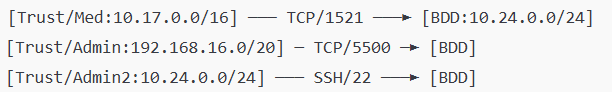 [Trust/Med:10.17.0.0/16] ─── TCP/1521 ───► [BDD:10.24.0.0/24]
[Trust/Admin:192.168.16.0/20] ─ TCP/5500 ─► [BDD]
[Trust/Admin2:10.24.0.0/24] ─── SSH/22 ───► [BDD]